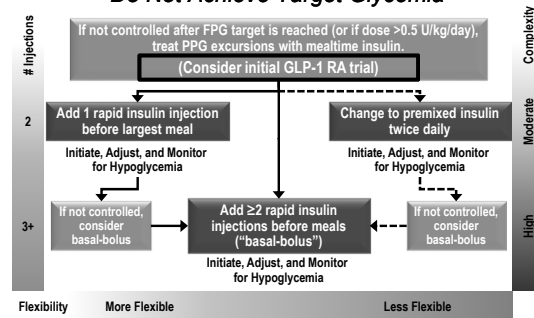 Do Not Achieve Target Glycemia
# Injections
Complexity
If not controlled after FPG target is reached (or if dose >0.5 U/kg/day),
treat PPG excursions with mealtime insulin.
(Consider initial GLP-1 RA trial)
2
Add 1 rapid insulin injection
before largest meal
Change to premixed insulin
twice daily
Moderate
Initiate, Adjust, and Monitor
for Hypoglycemia
Initiate, Adjust, and Monitor
for Hypoglycemia
3+
If not controlled,
consider
basal-bolus
Add ≥2 rapid insulin
injections before meals
(“basal-bolus”)
If not controlled,
consider
basal-bolus
High
Initiate, Adjust, and Monitor
for Hypoglycemia
Flexibility
More Flexible
Less Flexible